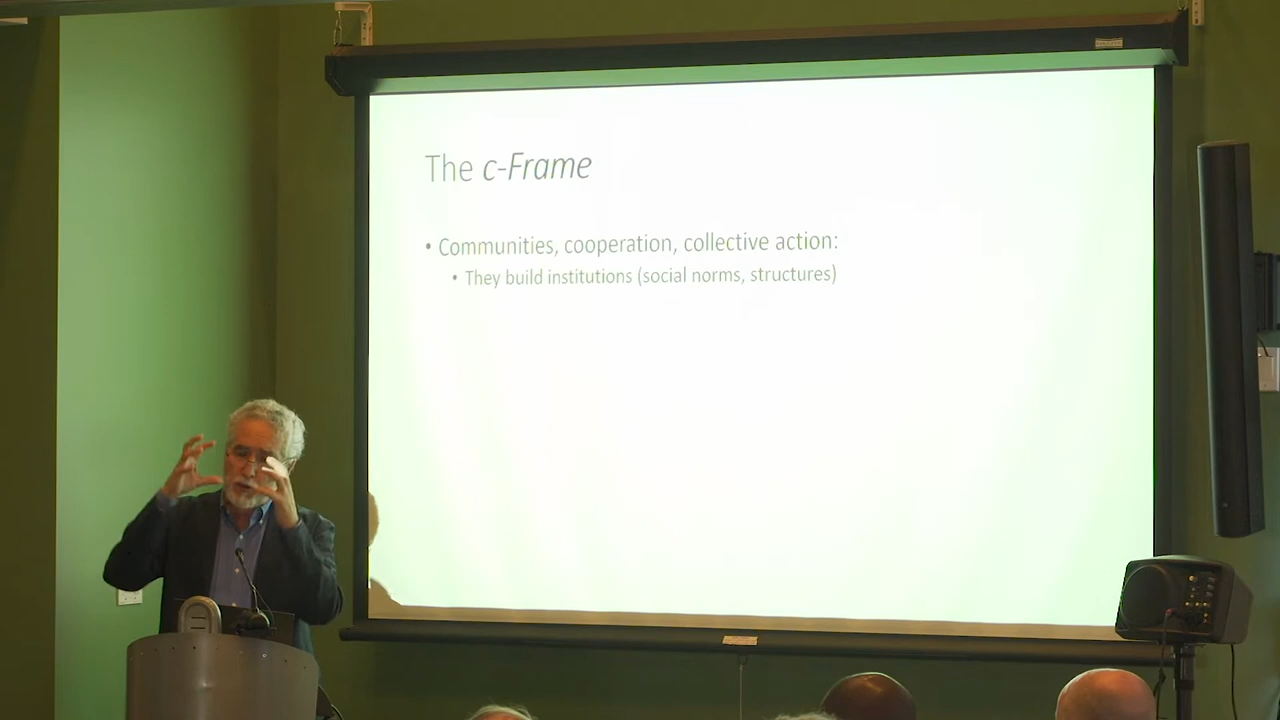 The c-Frame
• Communities, cooperation, collective action:
• They build institutions (social norms, structures)